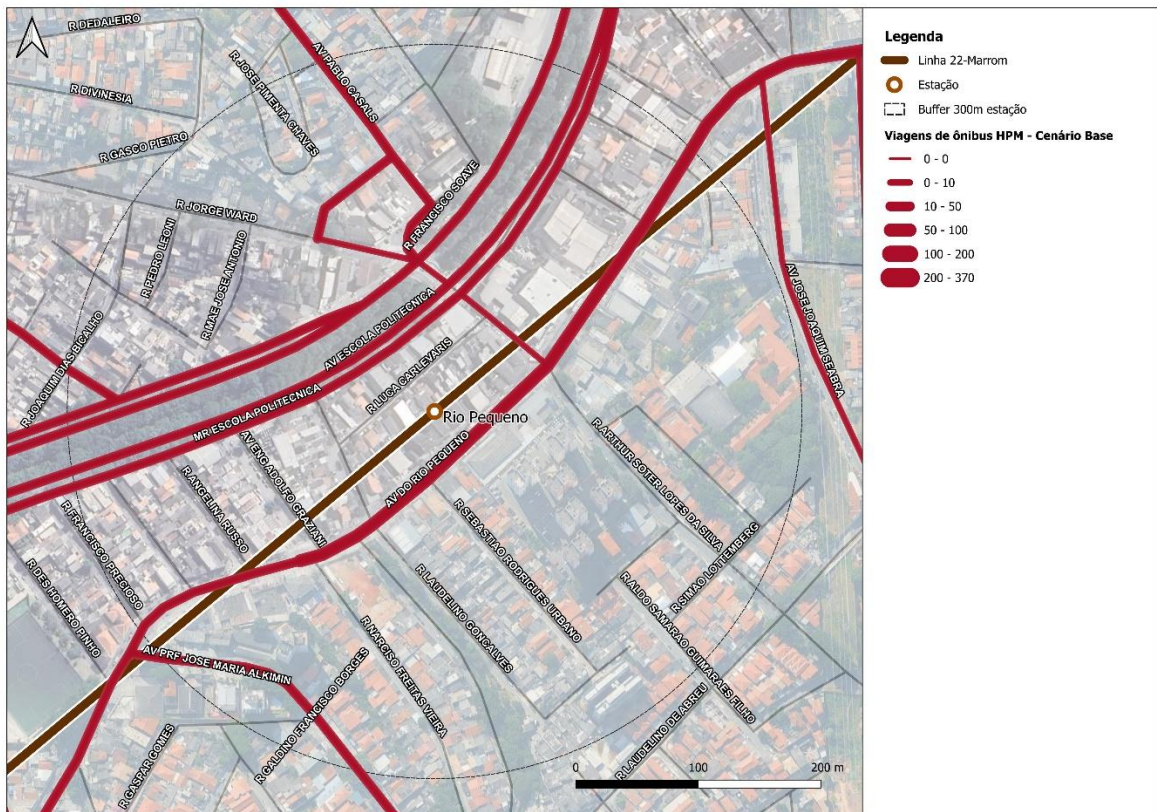 R DEDALEIRO
AV PABLO CASALS
R JOSE PIMENTA CHAVES
R DIVINESIA
R GASCO PIETRO
R FRANCISCO SOAVE
R JORGE WARD
R PEDRO LEONI
R MAE JOSE ANTONIO
R JOAQUIM DIAS BICALHO
AV ESCOLA POLITECNICA
MR ESCOLA POLITECNICA
R LUCA CARLEVARIS
AV JOSE JOAQUIM SEABRA
Rio Pequeno
AV DO RIO PEQUENO
AV ENG ADOLFO GRAZIANI
R ANGELINA RUSSO
R FRANCISCO PRECIOSO
R DES HOMERO PINHO
R ARTHUR SOTER LOPES DA SILVA
R SEBASTIAO RODRIGUES URBANO
R LAUDELINO GONCALVES
R SIMAO LOTTEMBERG
R ALDO SAMARAO GUIMARAES FILHO
R NARCISO FREITAS VIEIRA
AV PRF JOSE MARIA ALKIMIN
R GALDINO FRANCISCO BORGES
R GASPAR GOMES
R LAUDELINO DE ABREU
0 100 200 m
Legenda
Linha 22-Marrom
Estação
Buffer 300m estação
Viagens de ônibus HPM - Cenário Base
0 - 0
0 - 10
10 - 50
50 - 100
100 - 200
200 - 370